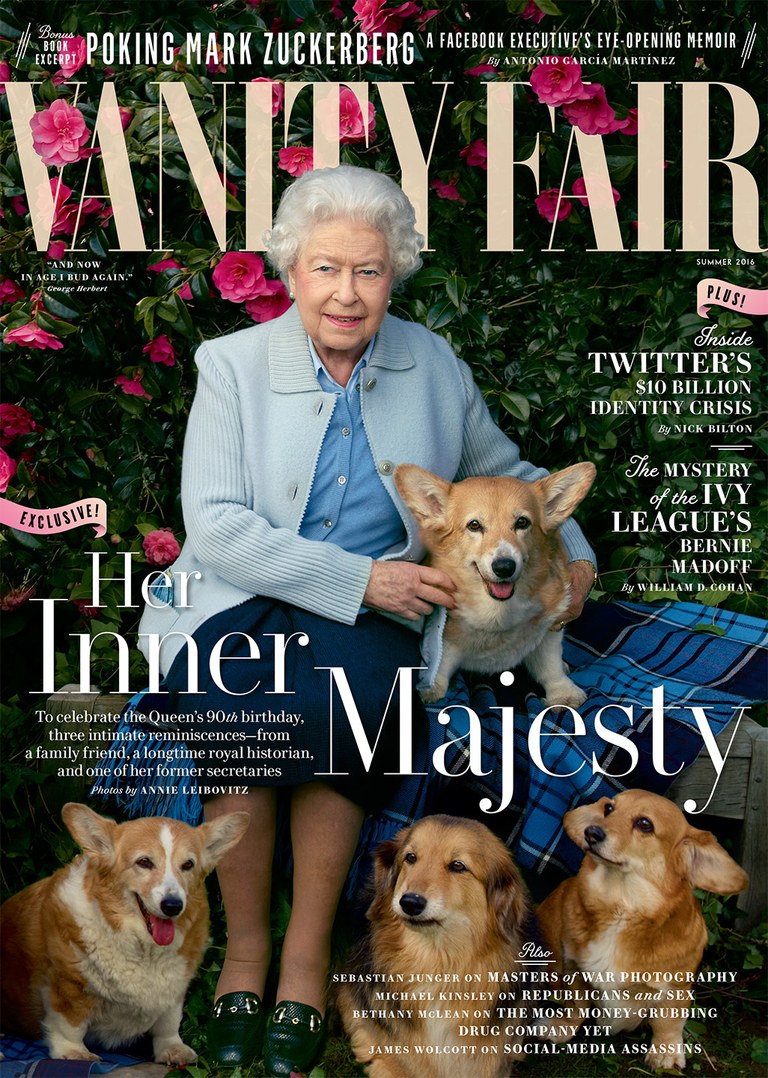 Bonus
BOOK
EXCERPT
POKING MARK ZUCKERBERG
A FACEBOOK EXECUTIVE'S EYE-OPENING MEMOIR
By ANTONIO GARCÍA MARTÍNEZ
VANITY FAIR
SUMMER 2016
“AND NOW
IN AGE I BUD AGAIN.”
George Herbert
PLUS!
Inside
TWITTER'S
$10 BILLION
IDENTITY CRISIS
By NICK BILTON
The MYSTERY
of the IVY
LEAGUE'S
BERNIE
MADOFF
By WILLIAM D. COHAN
EXCLUSIVE!
Her
Inner
Majesty
To celebrate the Queen's 90th birthday,
three intimate reminiscences—from
a family friend, a longtime royal historian,
and one of her former secretaries
Photos by ANNIE LEIBOVITZ
Also
SEBASTIAN JUNGER ON MASTERS of WAR PHOTOGRAPHY
MICHAEL KINSLEY ON REPUBLICANS and SEX
BETHANY McLEAN ON THE MOST MONEY-GRUBBING
DRUG COMPANY YET
JAMES WOLCOTT ON SOCIAL-MEDIA ASSASSINS